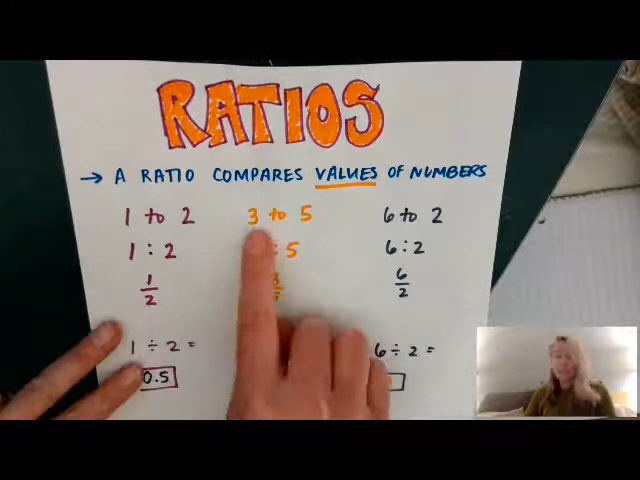 RATIOS
→ A RATIO COMPARES VALUES OF NUMBERS
1 to 2 3 to 5 6 to 2
1 : 2 : 5 6 : 2
1/2 6/2
1 ÷ 2 = 6 ÷ 2 =
0.5